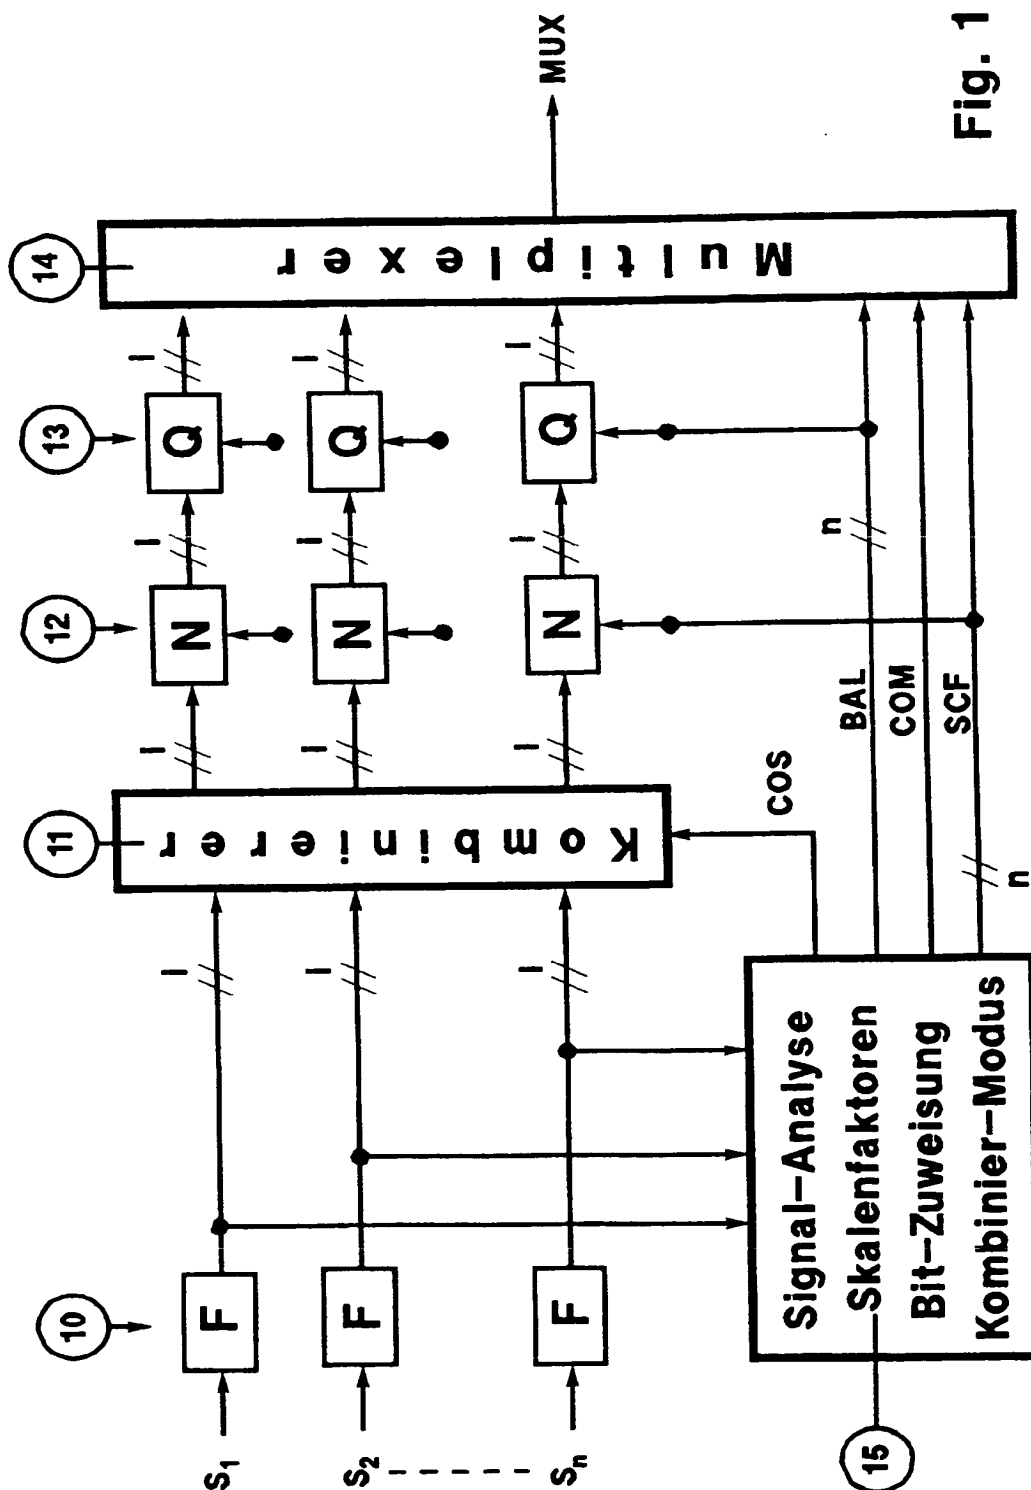 10
11
12
13
14
S1
F
l
l
N
l
Q
l
S2
F
l
l
N
l
Q
l
Sn
F
l
l
N
l
Q
l
Kombinierer
Multiplexer
MUX
COS
BAL
n
COM
SCF
n
15
Signal-Analyse
Skalenfaktoren
Bit-Zuweisung
Kombinier-Modus
Fig. 1